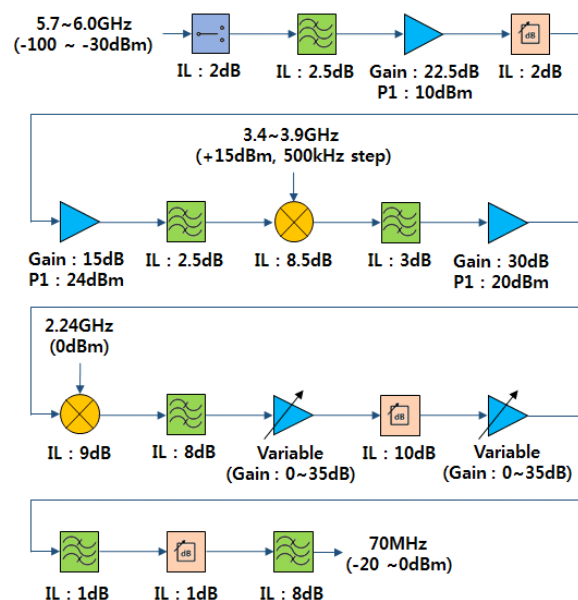 5.7 ~ 6.0GHz
(-100 ~ -30dBm)
IL : 2dB
IL : 2.5dB
Gain : 22.5dB
P1 : 10dBm
dB
IL : 2dB
3.4~3.9GHz
(+15dBm, 500kHz step)
Gain : 15dB
P1 : 24dBm
IL : 2.5dB
IL : 8.5dB
IL : 3dB
Gain : 30dB
P1 : 20dBm
2.24GHz
(0dBm)
IL : 9dB
IL : 8dB
Variable
(Gain : 0~35dB)
dB
IL : 10dB
Variable
(Gain : 0~35dB)
IL : 1dB
dB
IL : 1dB
IL : 8dB
70MHz
(-20 ~0dBm)